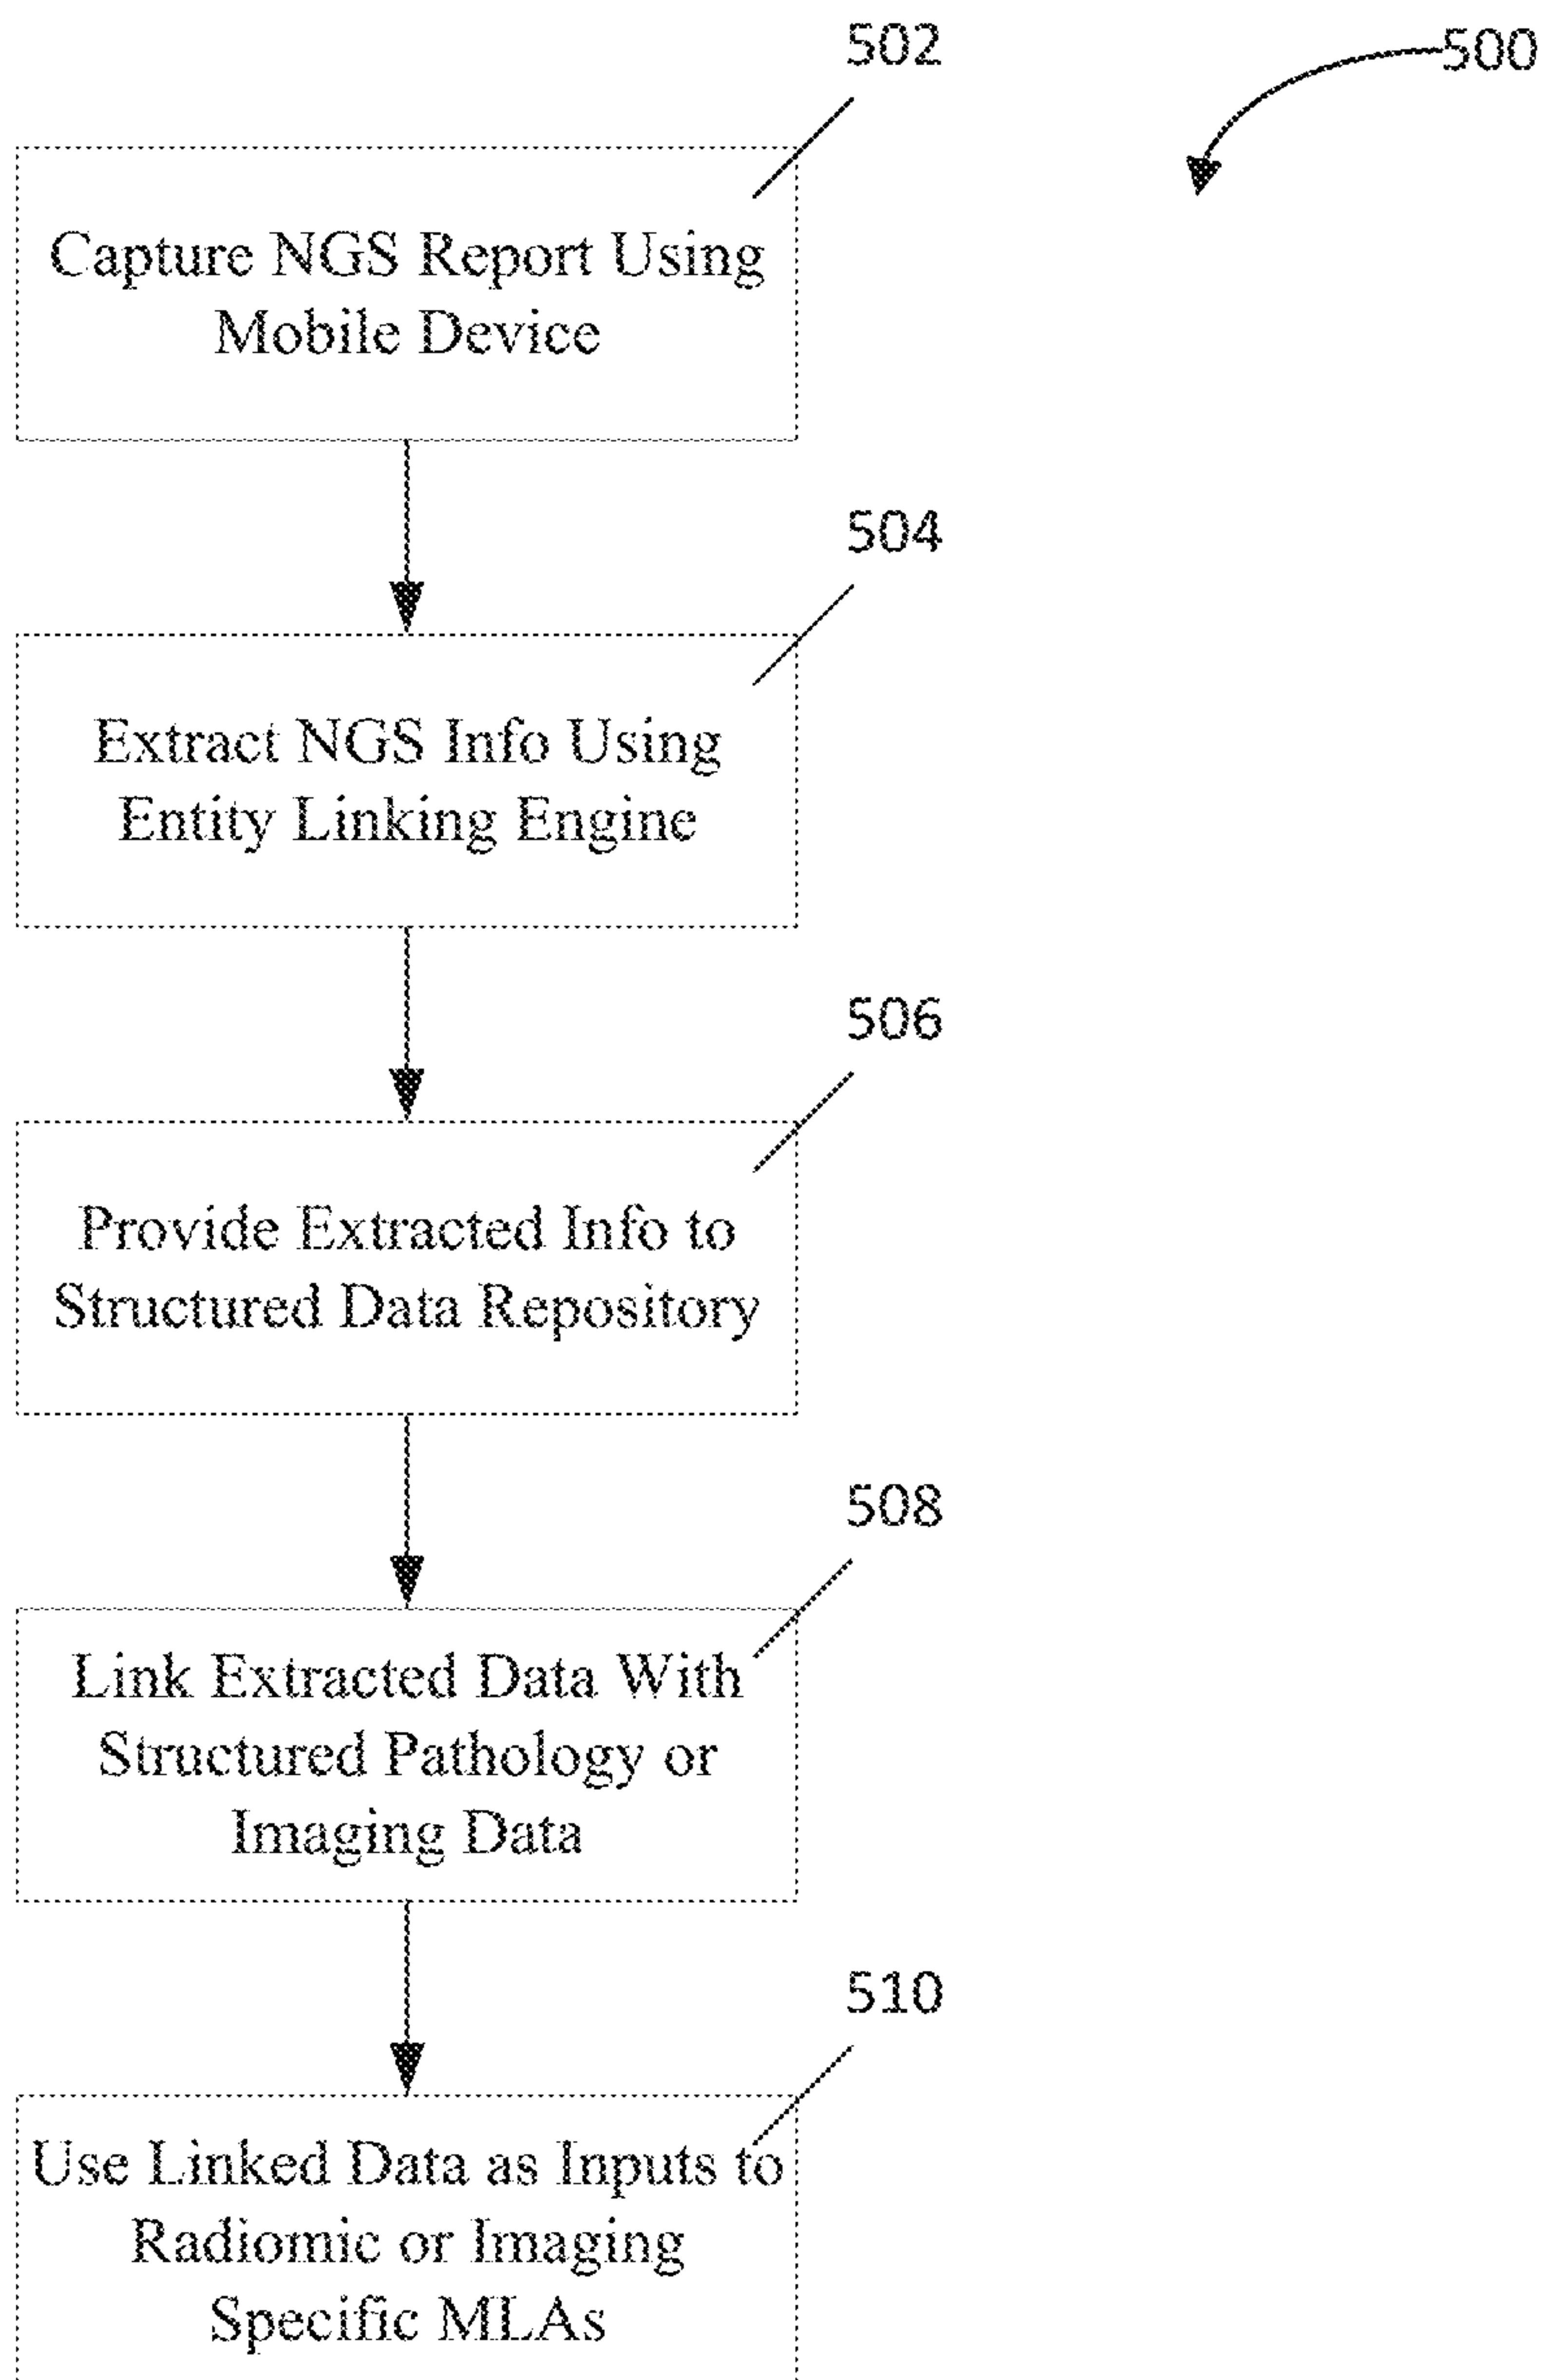 502
500
Capture NGS Report Using
Mobile Device
504
Extract NGS Info Using
Entity Linking Engine
506
Provide Extracted Info to
Structured Data Repository
508
Link Extracted Data With
Structured Pathology or
Imaging Data
510
Use Linked Data as Inputs to
Radiomic or Imaging
Specific MLAs